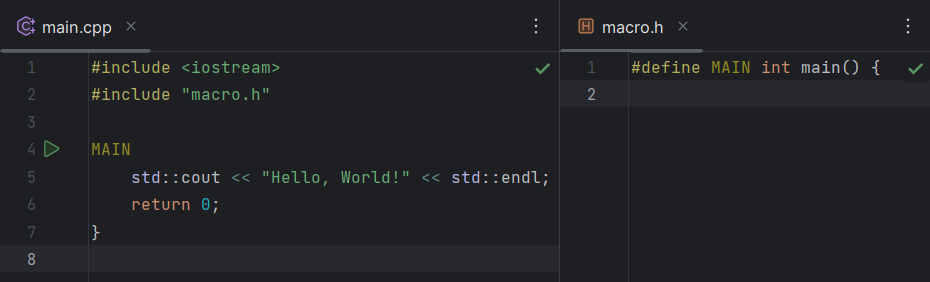 main.cpp
1 #include <iostream>
2 #include "macro.h"
3
4 MAIN
5     std::cout << "Hello, World!" << std::endl;
6     return 0;
7 }
8
macro.h
1 #define MAIN int main() {
2